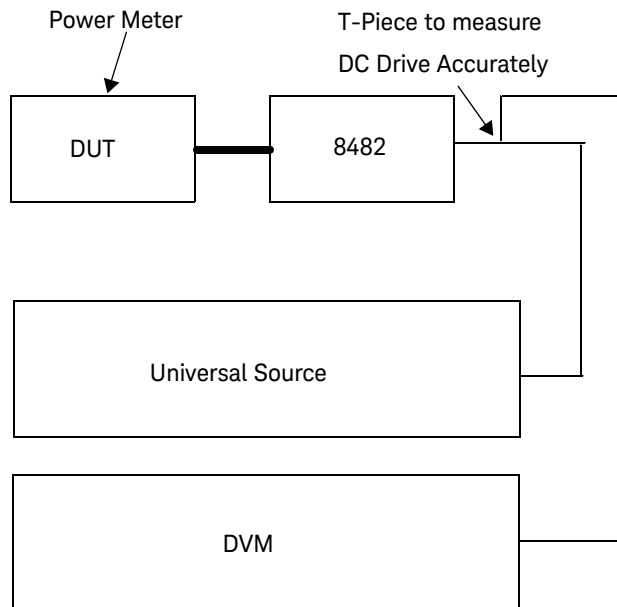 Power Meter
T-Piece to measure
DC Drive Accurately
DUT
8482
Universal Source
DVM